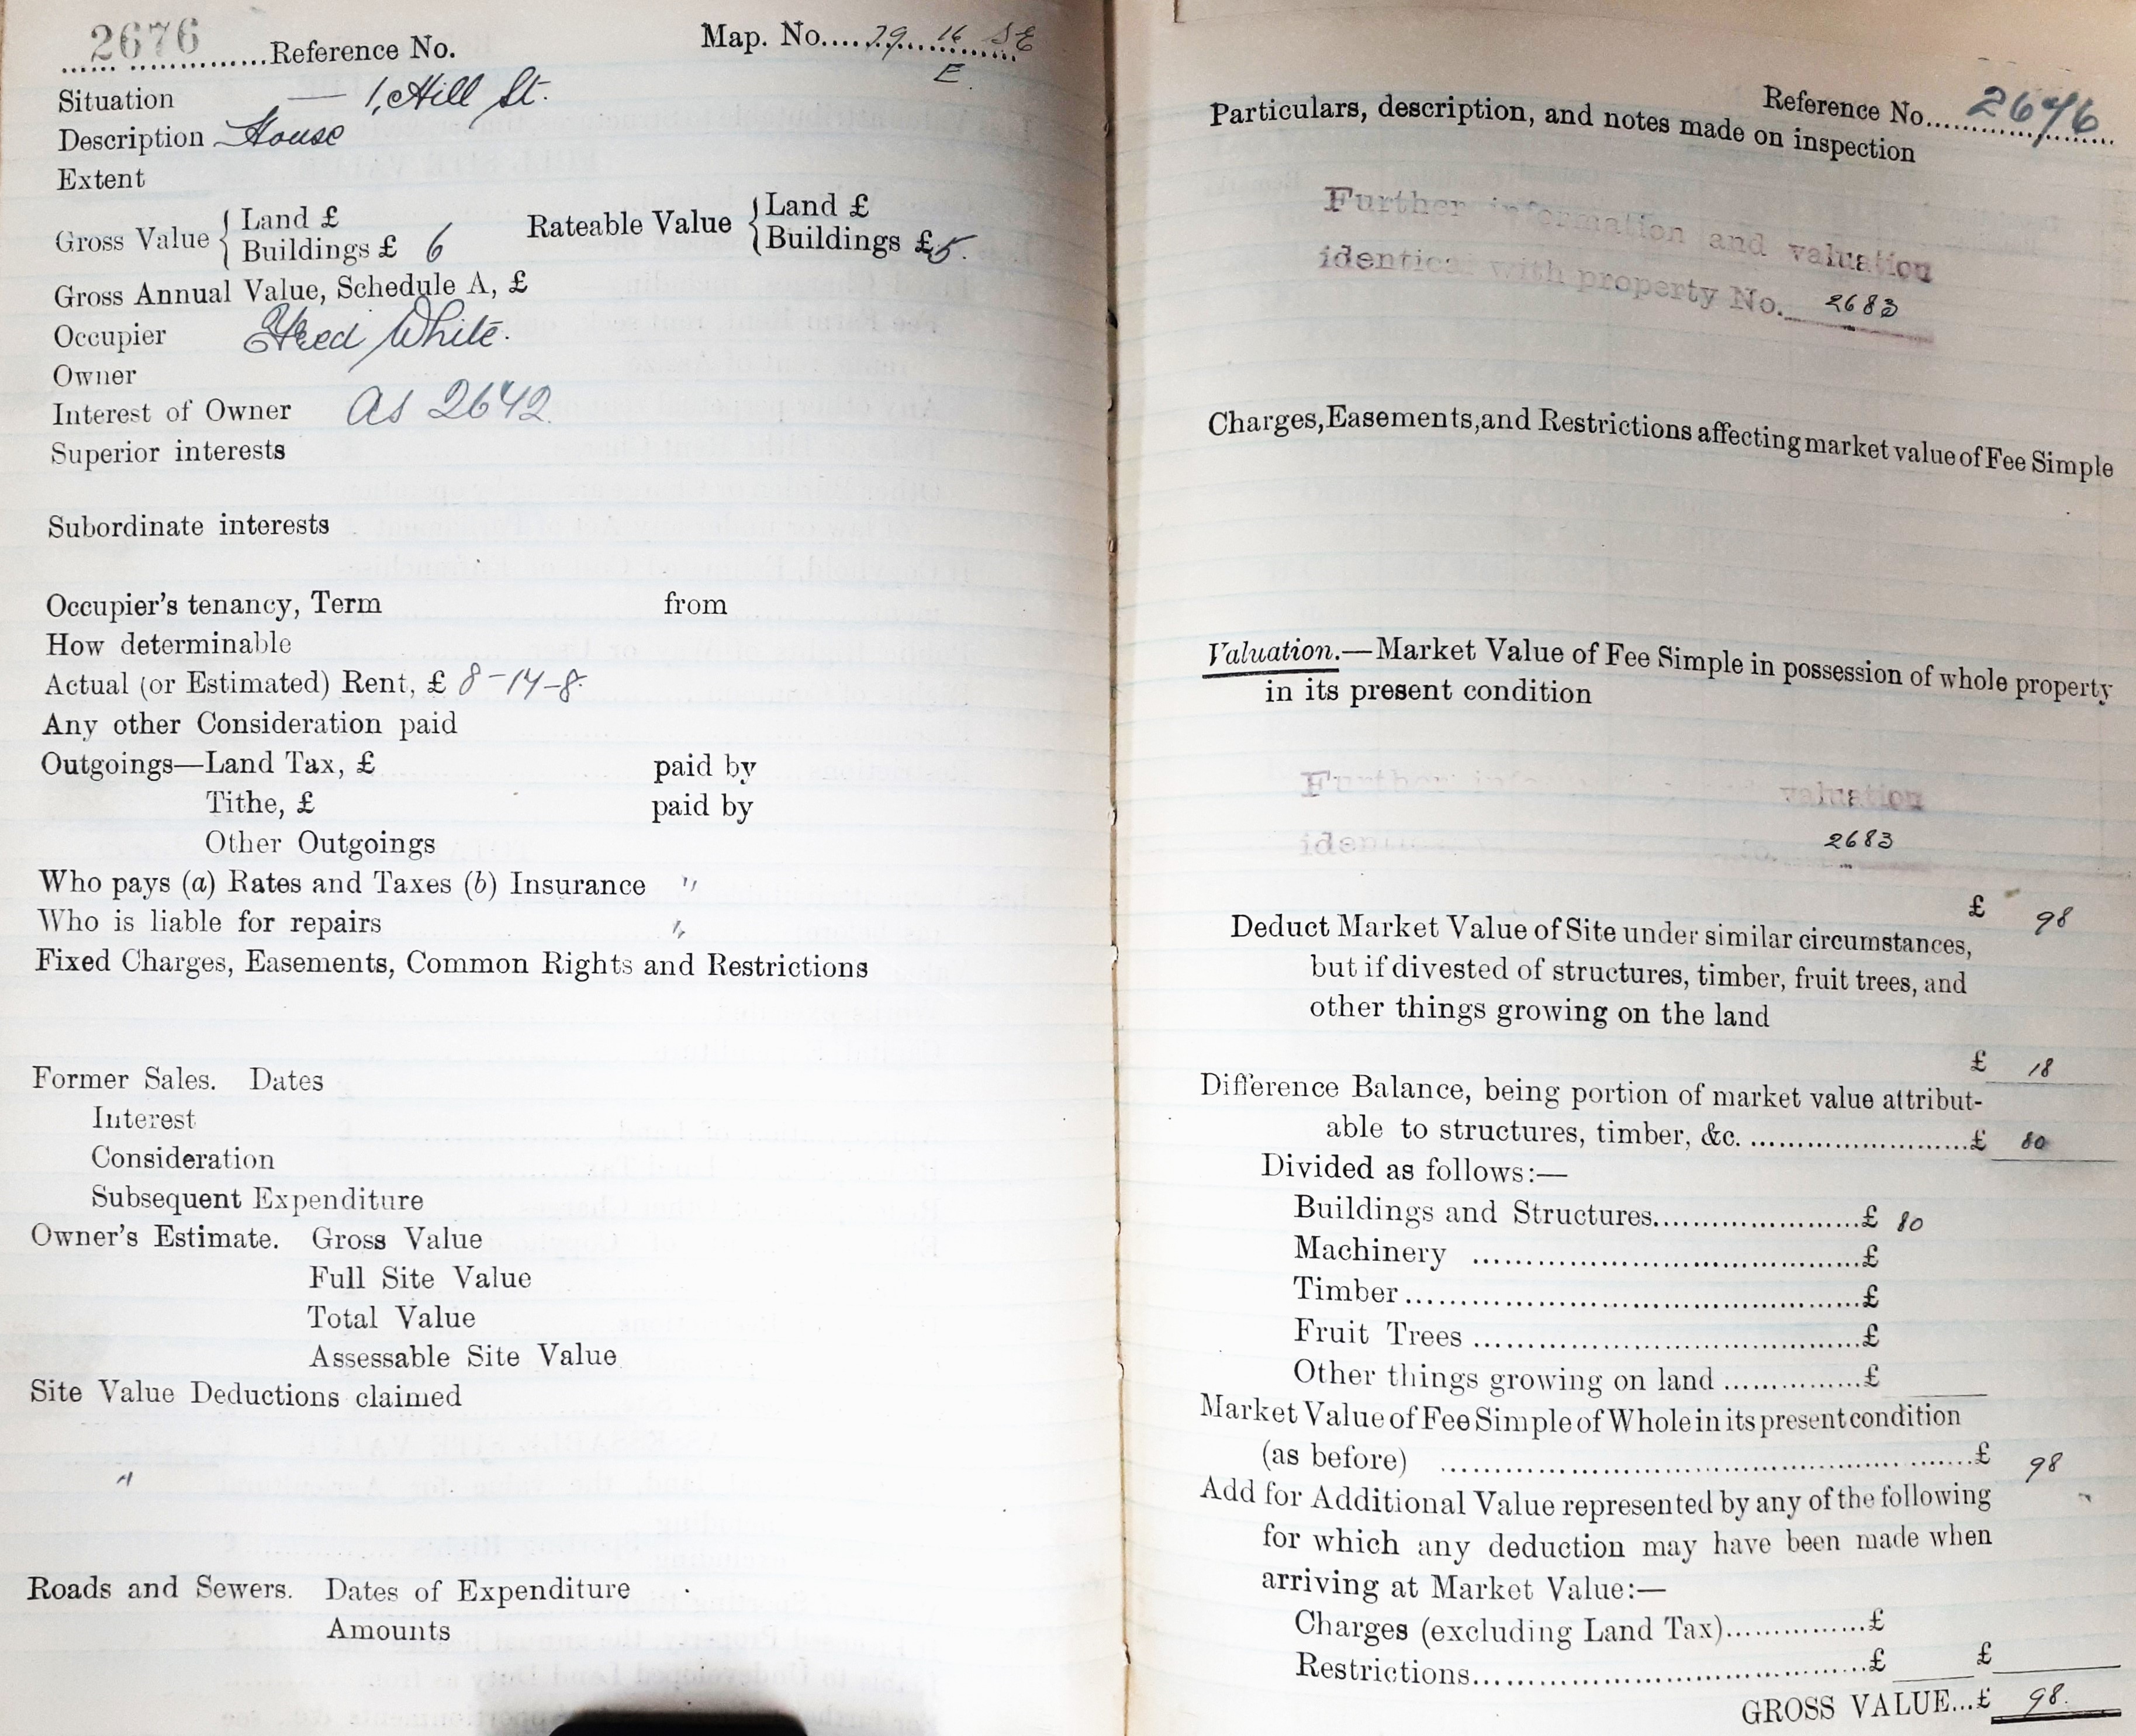 2676 Reference No. Map. No. 29 16 SE
E.
Situation — 1, Hill St.
Description House
Extent
Gross Value { Land £
Buildings £ 6
Rateable Value { Land £
Buildings £ 5.
Gross Annual Value, Schedule A, £
Occupier Fred White.
Owner
Interest of Owner as 2642.
Superior interests
Subordinate interests
Occupier's tenancy, Term from
How determinable
Actual (or Estimated) Rent, £ 8-14-8.
Any other Consideration paid
Outgoings—Land Tax, £ paid by
Tithe, £ paid by
Other Outgoings
Who pays (a) Rates and Taxes (b) Insurance "
Who is liable for repairs "
Fixed Charges, Easements, Common Rights and Restrictions
Former Sales. Dates
Interest
Consideration
Subsequent Expenditure
Owner's Estimate. Gross Value
Full Site Value
Total Value
Assessable Site Value
Site Value Deductions claimed
"
Roads and Sewers. Dates of Expenditure
Amounts
Reference No. 2676
Particulars, description, and notes made on inspection
Further information and valuation
identical with property No. 2683
Charges, Easements, and Restrictions affecting market value of Fee Simple
Valuation.—Market Value of Fee Simple in possession of whole property
in its present condition
Further valuation
2683
£ 98
Deduct Market Value of Site under similar circumstances,
but if divested of structures, timber, fruit trees, and
other things growing on the land
£ 18
Difference Balance, being portion of market value attribut-
able to structures, timber, &c. ........................£ 80
Divided as follows:—
Buildings and Structures......................£ 80
Machinery ..........................................£
Timber..................................................£
Fruit Trees ..........................................£
Other things growing on land ...............£
Market Value of Fee Simple of Whole in its present condition
(as before) ..........................................................£ 98
Add for Additional Value represented by any of the following
for which any deduction may have been made when
arriving at Market Value:—
Charges (excluding Land Tax)...............£
Restrictions..........................................£ £
GROSS VALUE...£ 98.